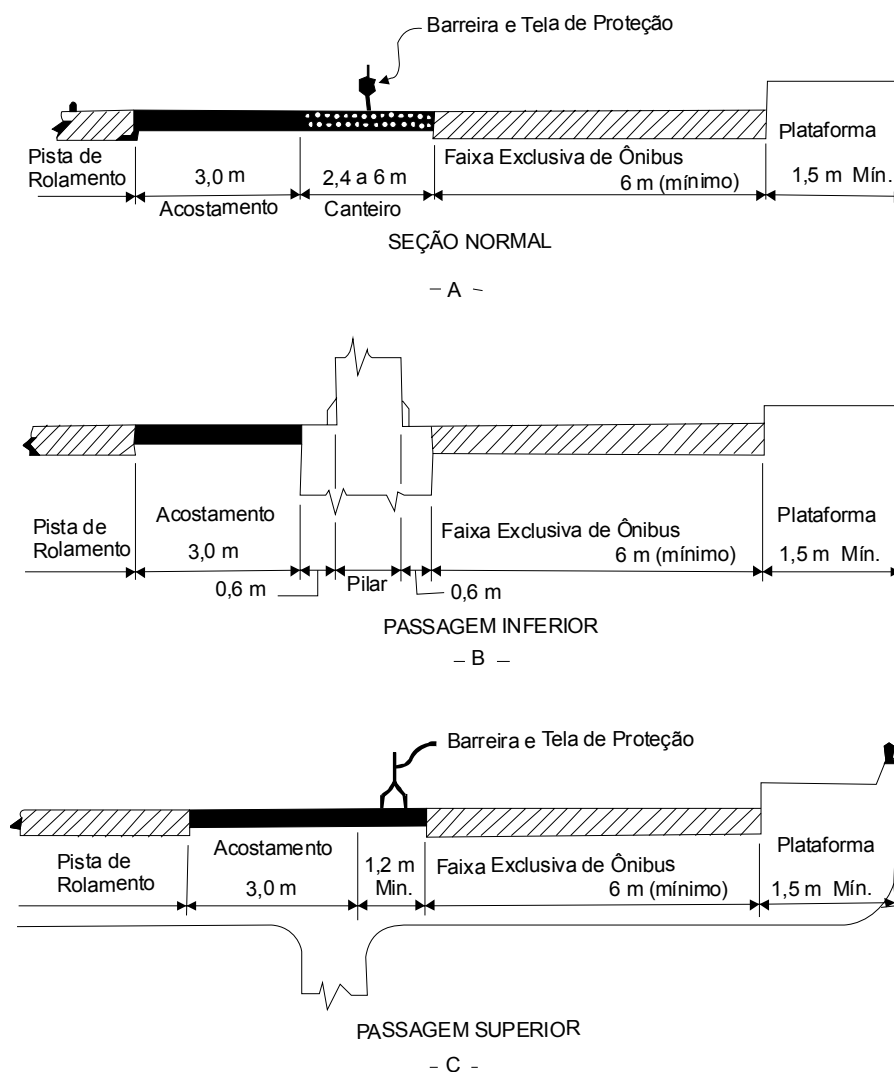 Barreira e Tela de Proteção
Plataforma
Pista de
Rolamento
3,0 m
Acostamento
2,4 a 6 m
Canteiro
Faixa Exclusiva de Ônibus
6 m (mínimo)
1,5 m Mín.
SEÇÃO NORMAL
– A –
Pista de
Rolamento
Acostamento
3,0 m
0,6 m
Pilar
0,6 m
Faixa Exclusiva de Ônibus
6 m (mínimo)
Plataforma
1,5 m Mín.
PASSAGEM INFERIOR
– B –
Barreira e Tela de Proteção
Pista de
Rolamento
Acostamento
3,0 m
1,2 m
Min.
Faixa Exclusiva de Ônibus
6 m (mínimo)
Plataforma
1,5 m Mín.
PASSAGEM SUPERIOR
– C –